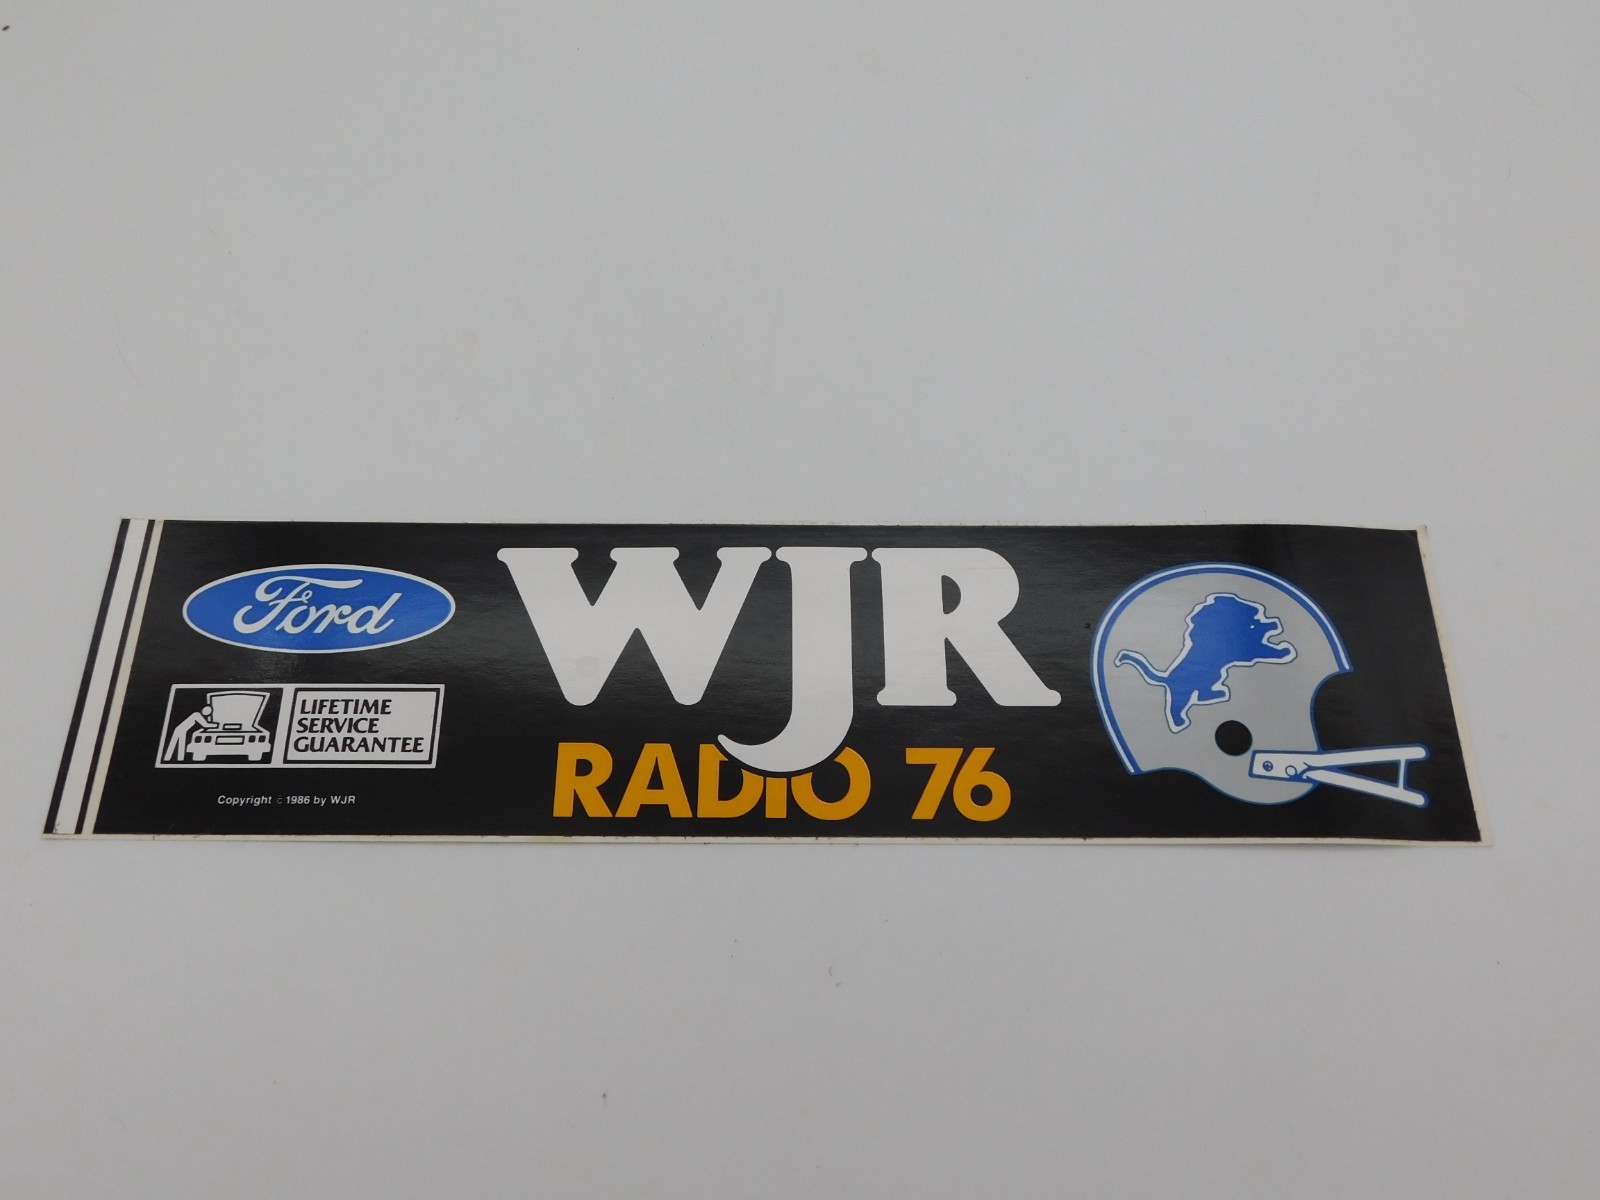 Ford
LIFETIME
SERVICE
GUARANTEE
Copyright © 1986 by WJR
WJR
RADIO 76